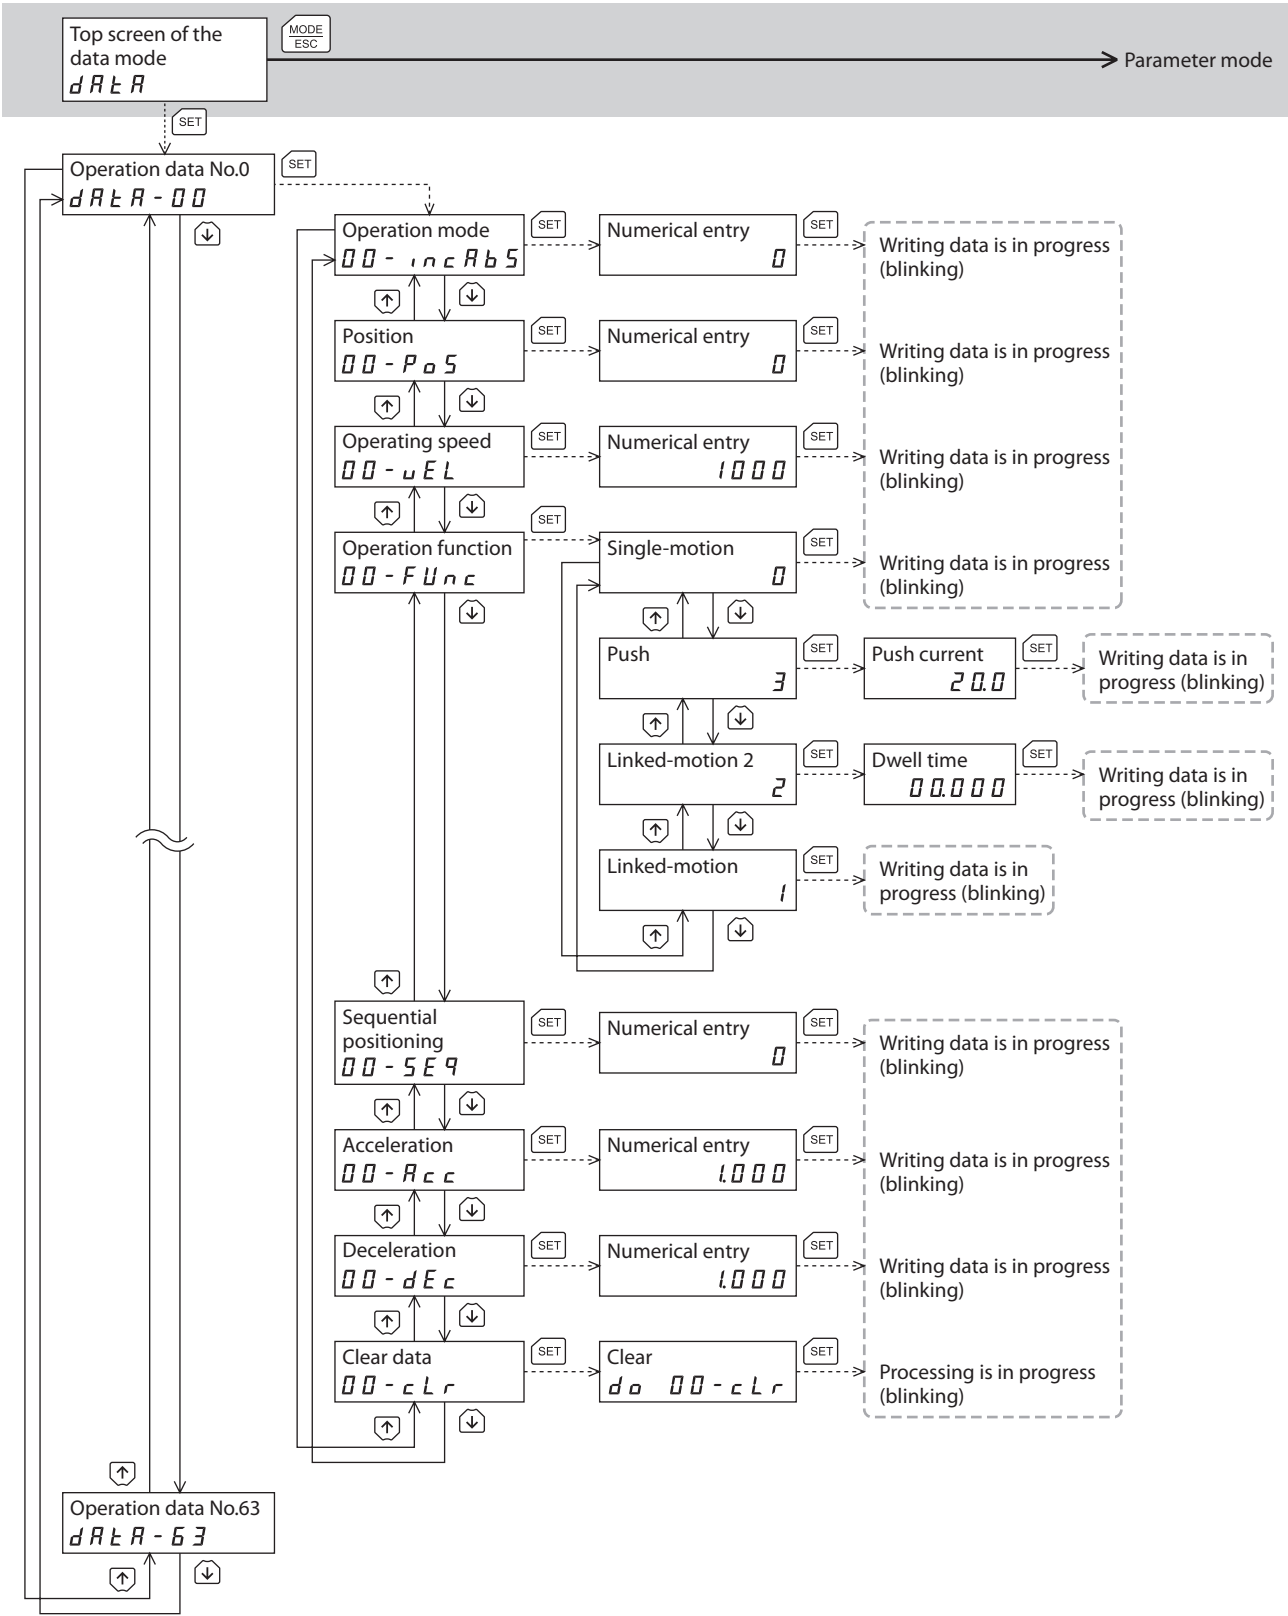 Top screen of the
data mode
dAtA
MODE
ESC
Parameter mode
SET
Operation data No.0
dAtA-00
SET
Operation mode
00-incAbS
SET
Numerical entry
0
SET
Writing data is in progress
(blinking)
Position
00-PoS
SET
Numerical entry
0
SET
Writing data is in progress
(blinking)
Operating speed
00-vEL
SET
Numerical entry
1000
SET
Writing data is in progress
(blinking)
Operation function
00-FUnc
SET
Single-motion
0
SET
Writing data is in progress
(blinking)
Push
3
SET
Push current
20.0
SET
Writing data is in
progress (blinking)
Linked-motion 2
2
SET
Dwell time
00.000
SET
Writing data is in
progress (blinking)
Linked-motion
1
SET
Writing data is in
progress (blinking)
Sequential
positioning
00-SEq
SET
Numerical entry
0
SET
Writing data is in progress
(blinking)
Acceleration
00-Acc
SET
Numerical entry
1.000
SET
Writing data is in progress
(blinking)
Deceleration
00-dEc
SET
Numerical entry
1.000
SET
Writing data is in progress
(blinking)
Clear data
00-cLr
SET
Clear
do 00-cLr
SET
Processing is in progress
(blinking)
Operation data No.63
dAtA-63